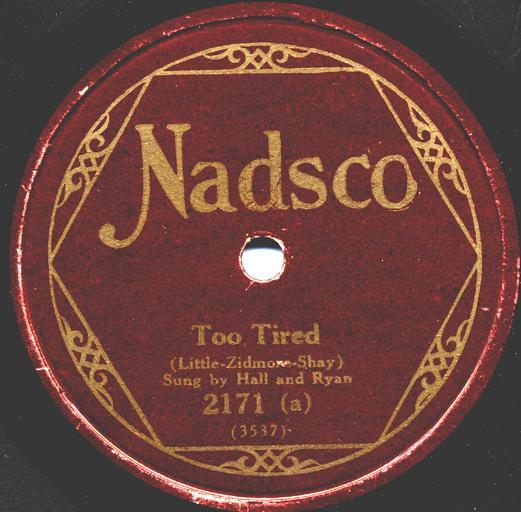 Nadsco
Too Tired
(Little-Zidmore-Shay)
Sung by Hall and Ryan
2171 (a)
(3537)